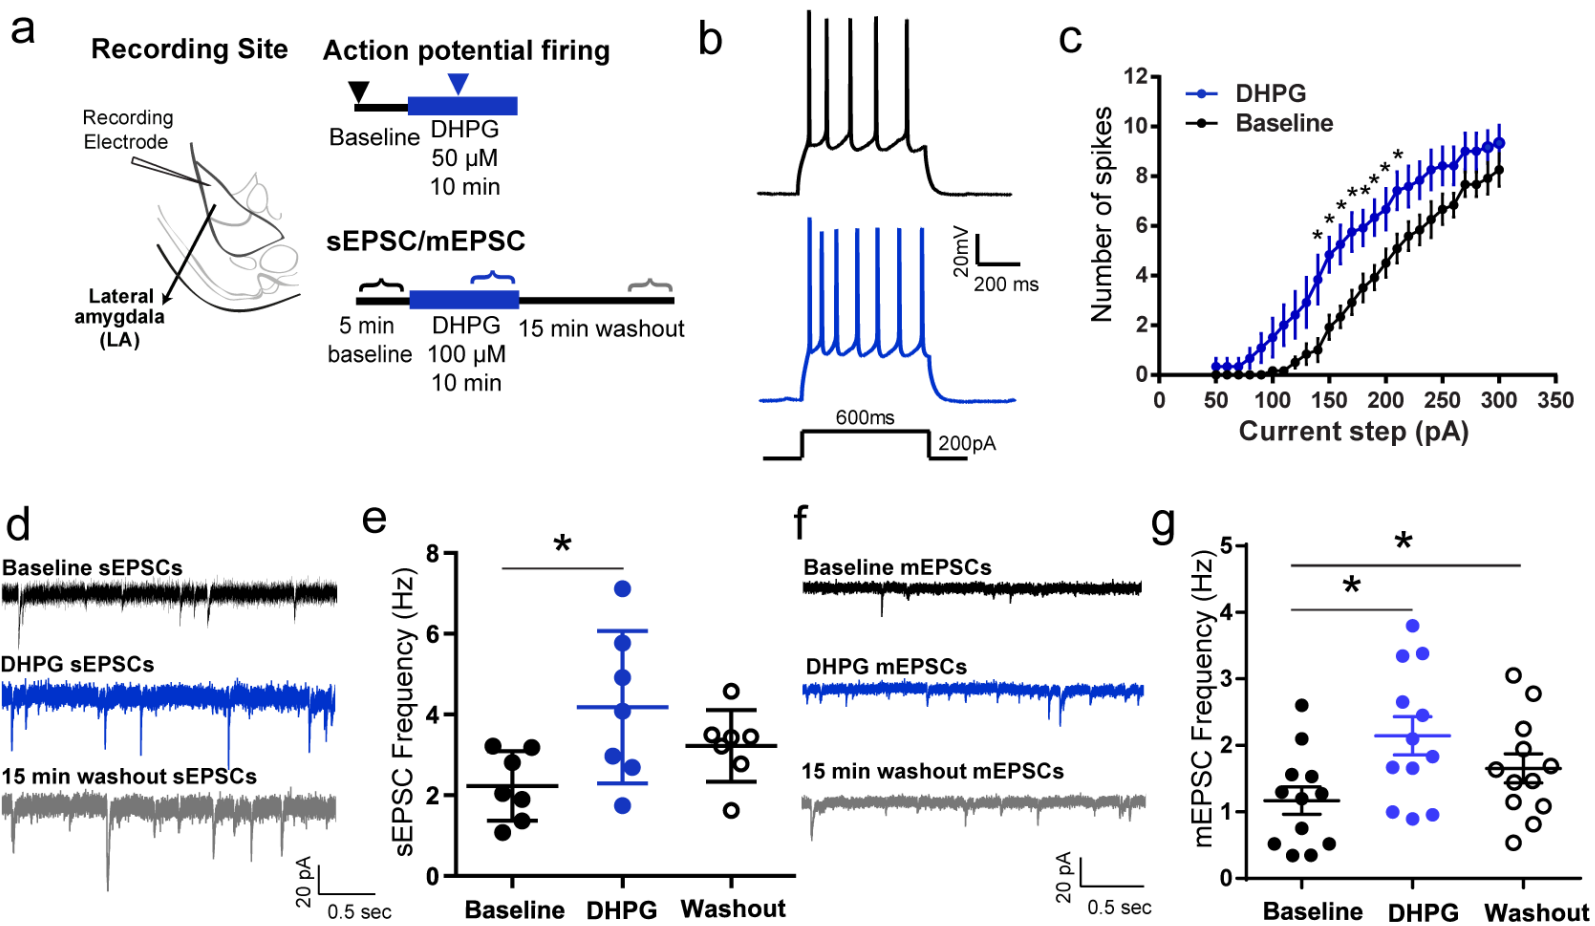 a
Recording Site
Recording
Electrode
Lateral
amygdala
(LA)
Action potential firing
Baseline
DHPG
50 µM
10 min
sEPSC/mEPSC
5 min
baseline
DHPG
100 µM
10 min
15 min washout
b
20mV
200 ms
600ms
200pA
c
DHPG
Baseline
Number of spikes
12
10
8
6
4
2
0
* * * * * * * *
0 50 100 150 200 250 300 350
Current step (pA)
d
Baseline sEPSCs
DHPG sEPSCs
15 min washout sEPSCs
20 pA
0.5 sec
e
sEPSC Frequency (Hz)
8
6
4
2
0
*
Baseline DHPG Washout
f
Baseline mEPSCs
DHPG mEPSCs
15 min washout mEPSCs
20 pA
0.5 sec
g
mEPSC Frequency (Hz)
5
4
3
2
1
0
*
*
Baseline DHPG Washout